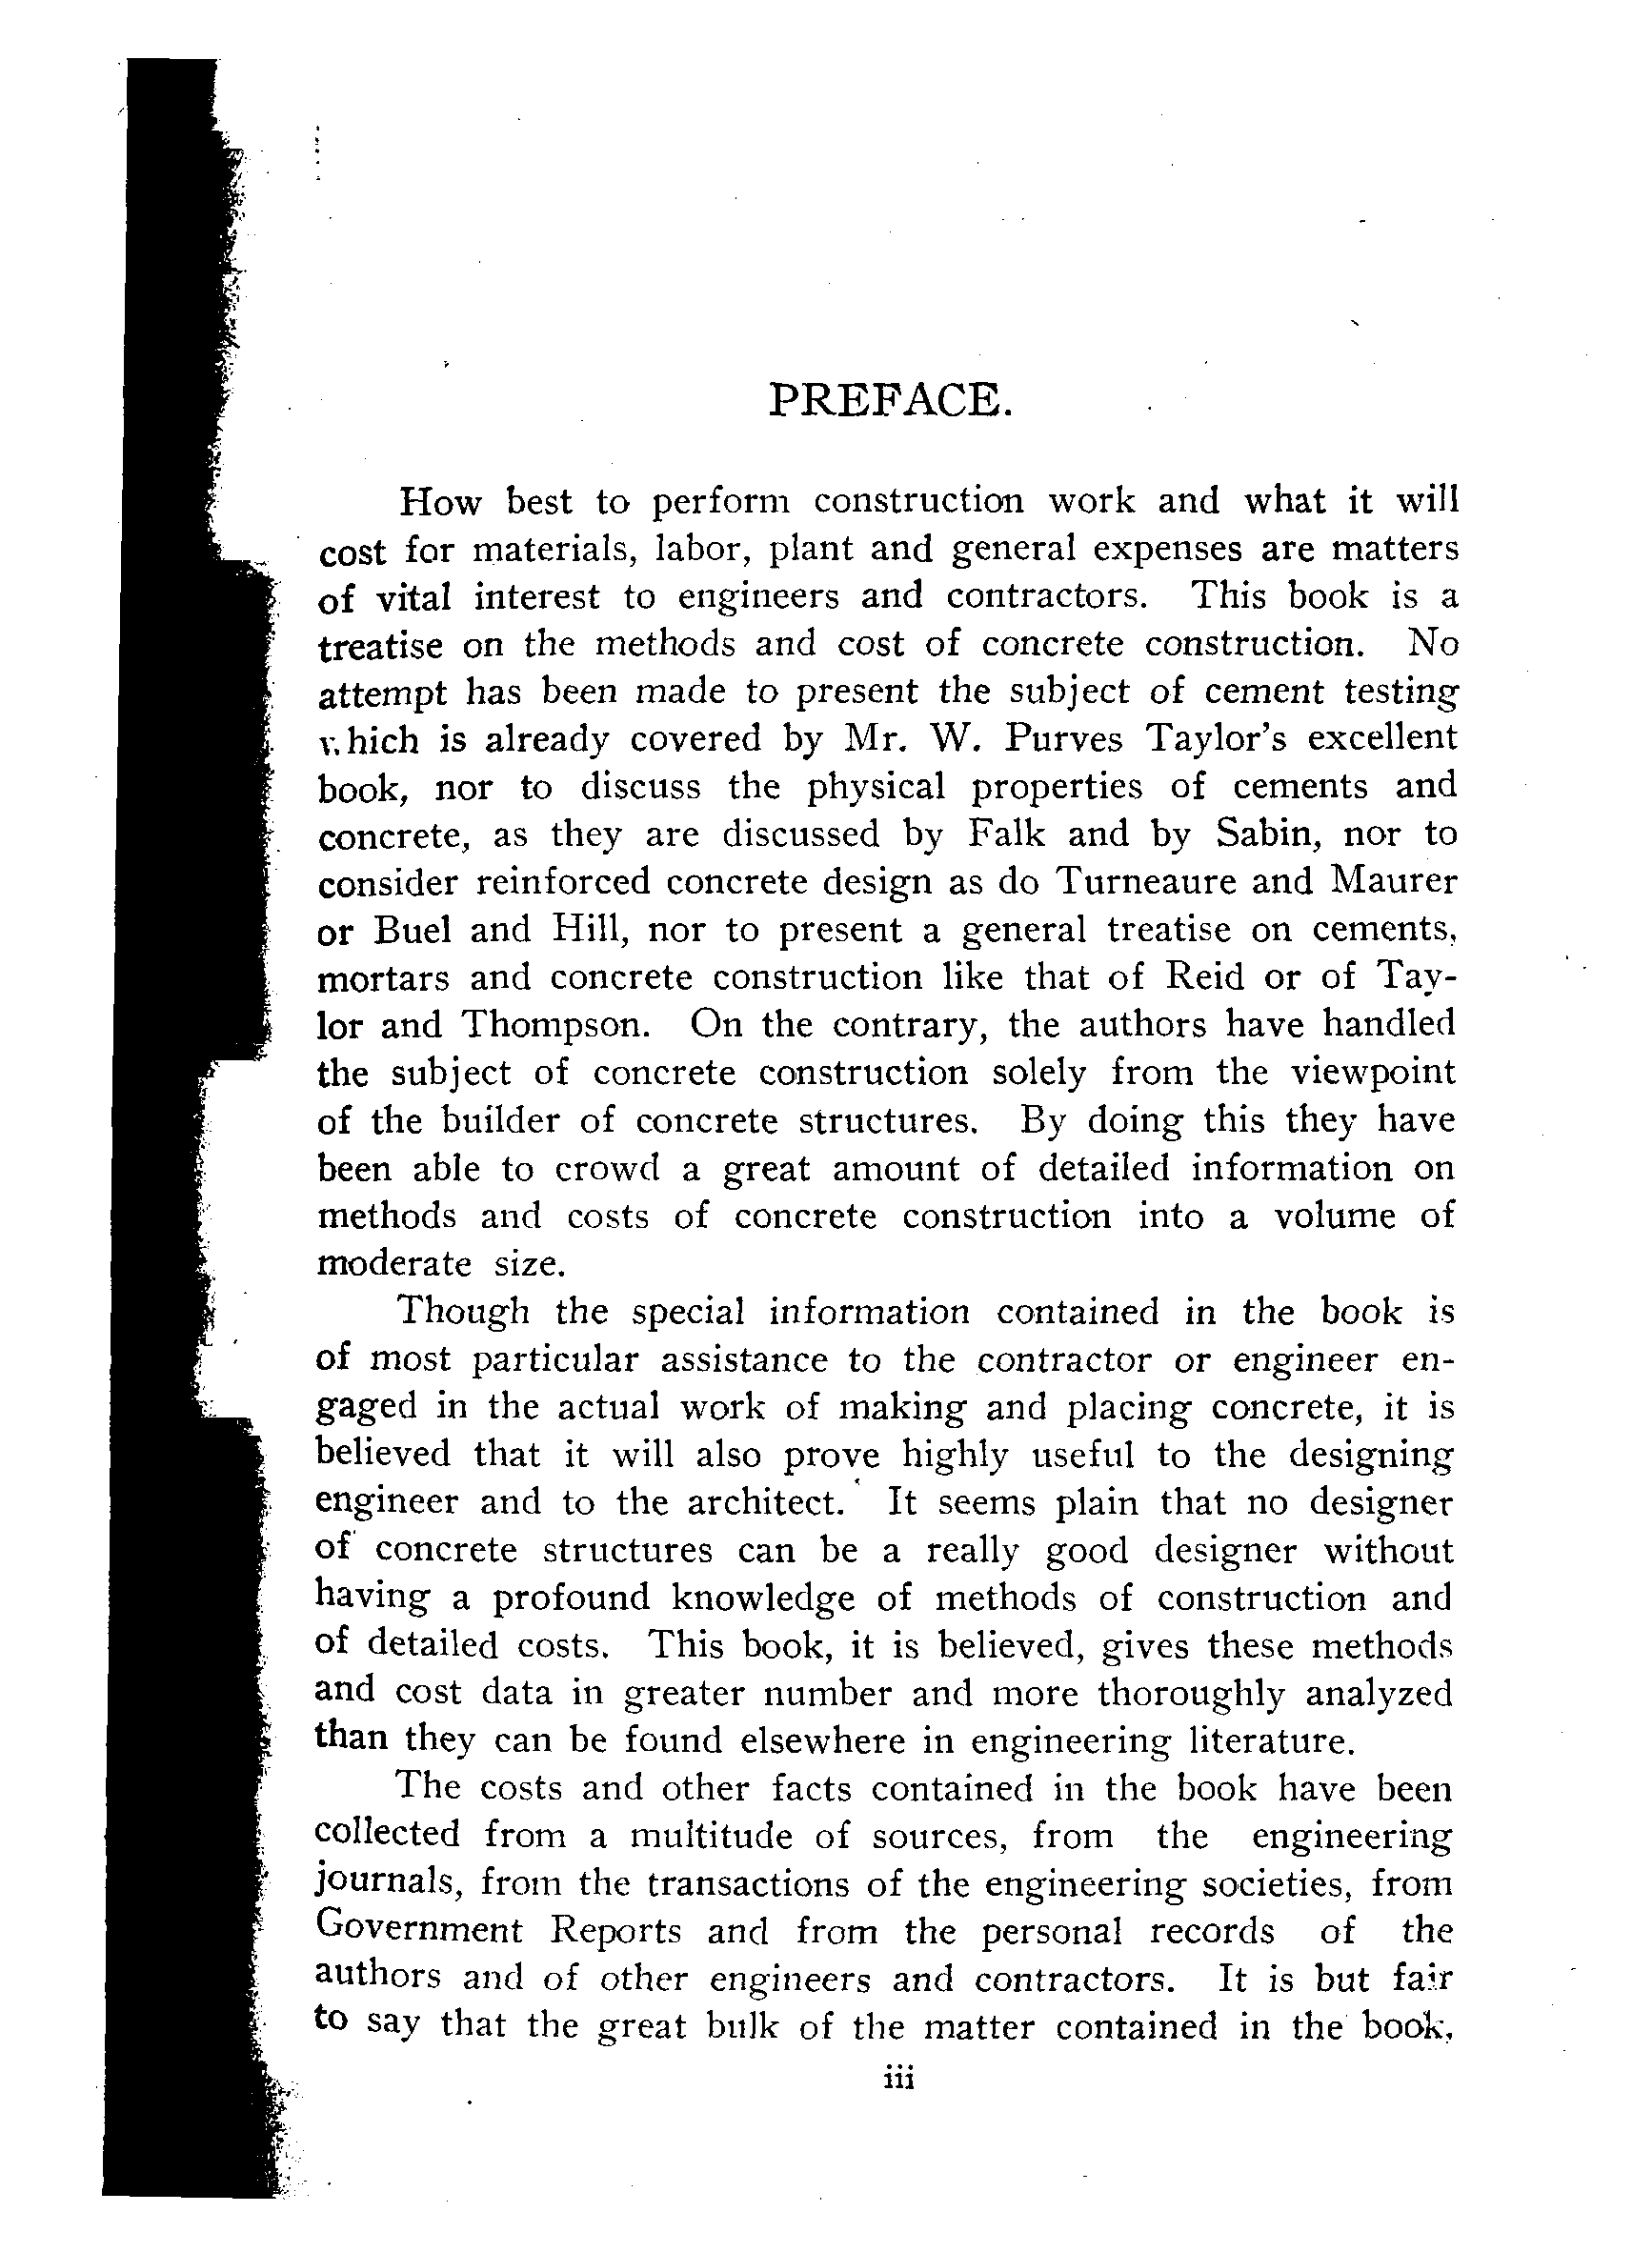 PREFACE.
How best to perform construction work and what it will
cost for materials, labor, plant and general expenses are matters
of vital interest to engineers and contractors. This book is a
treatise on the methods and cost of concrete construction. No
attempt has been made to present the subject of cement testing
which is already covered by Mr. W. Purves Taylor's excellent
book, nor to discuss the physical properties of cements and
concrete, as they are discussed by Falk and by Sabin, nor to
consider reinforced concrete design as do Turneaure and Maurer
or Buel and Hill, nor to present a general treatise on cements,
mortars and concrete construction like that of Reid or of Tay-
lor and Thompson. On the contrary, the authors have handled
the subject of concrete construction solely from the viewpoint
of the builder of concrete structures. By doing this they have
been able to crowd a great amount of detailed information on
methods and costs of concrete construction into a volume of
moderate size.
Though the special information contained in the book is
of most particular assistance to the contractor or engineer en-
gaged in the actual work of making and placing concrete, it is
believed that it will also prove highly useful to the designing
engineer and to the architect. It seems plain that no designer
of concrete structures can be a really good designer without
having a profound knowledge of methods of construction and
of detailed costs. This book, it is believed, gives these methods
and cost data in greater number and more thoroughly analyzed
than they can be found elsewhere in engineering literature.
The costs and other facts contained in the book have been
collected from a multitude of sources, from the engineering
journals, from the transactions of the engineering societies, from
Government Reports and from the personal records of the
authors and of other engineers and contractors. It is but fair
to say that the great bulk of the matter contained in the book,
iii